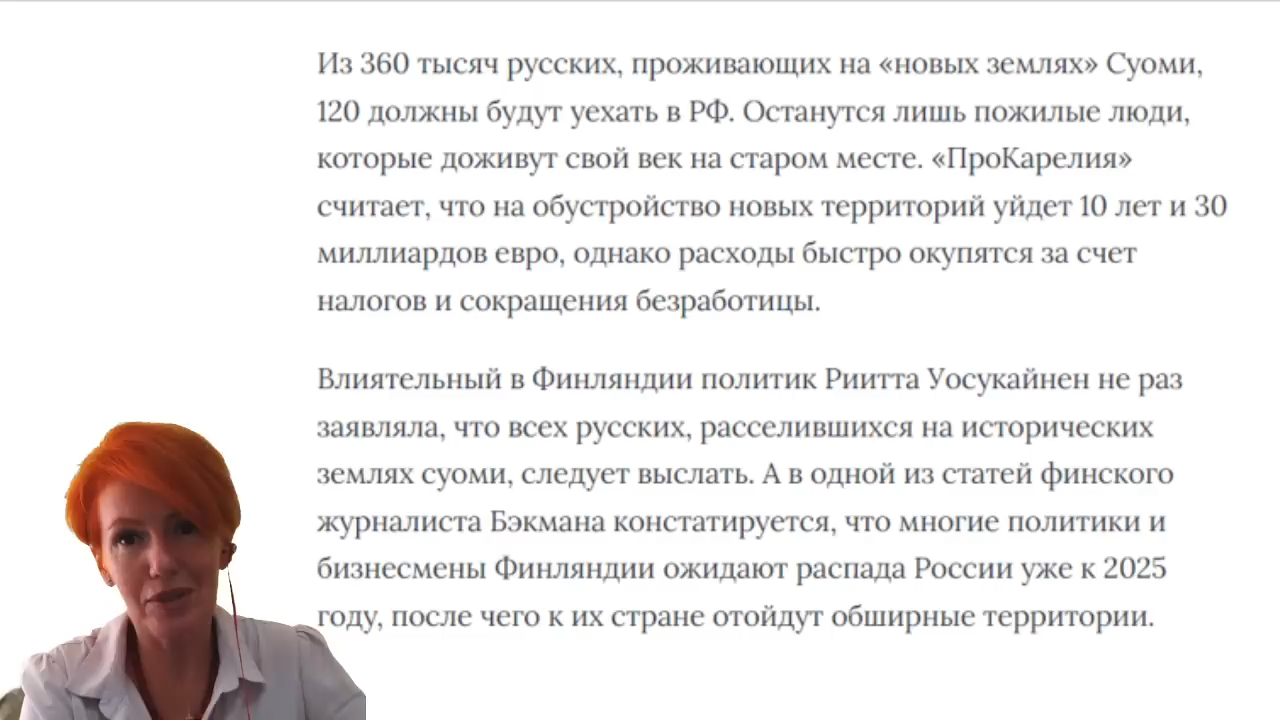 Из 360 тысяч русских, проживающих на «новых землях» Суоми,
120 должны будут уехать в РФ. Останутся лишь пожилые люди,
которые доживут свой век на старом месте. «ПроКарелия»
считает, что на обустройство новых территорий уйдет 10 лет и 30
миллиардов евро, однако расходы быстро окупятся за счет
налогов и сокращения безработицы.
Влиятельный в Финляндии политик Риитта Уосукайнен не раз
заявляла, что всех русских, расселившихся на исторических
землях суоми, следует выслать. А в одной из статей финского
журналиста Бэкмана констатируется, что многие политики и
бизнесмены Финляндии ожидают распада России уже к 2025
году, после чего к их стране отойдут обширные территории.